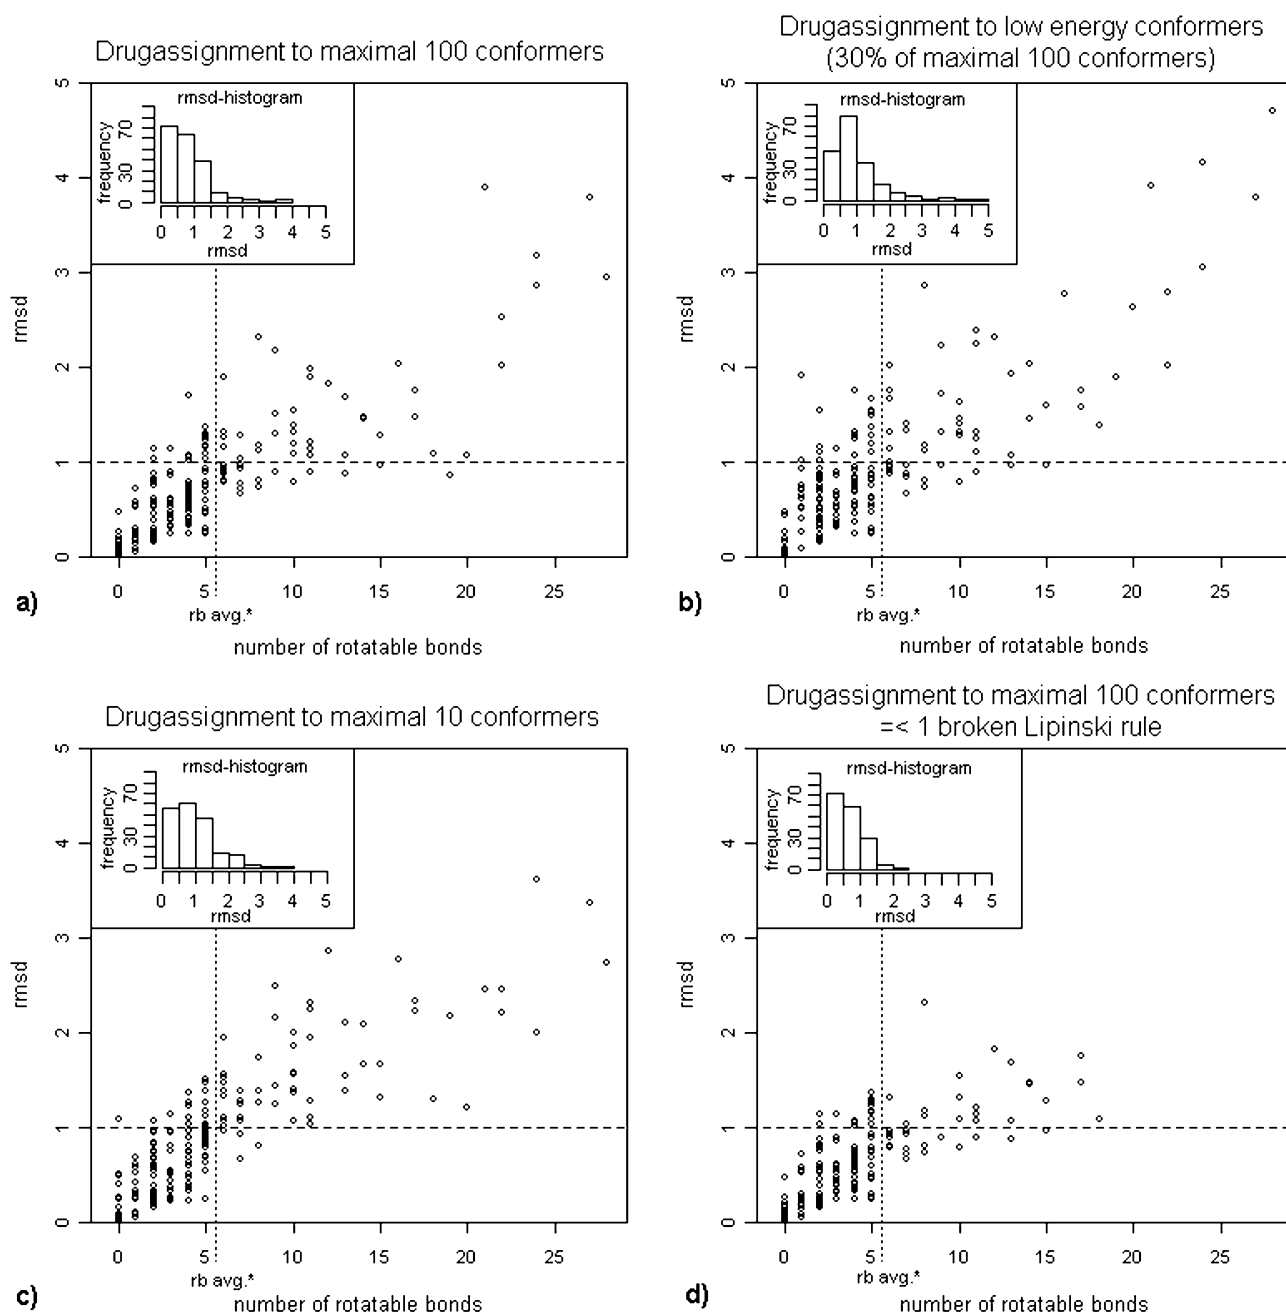 Drugassignment to maximal 100 conformers
5
4
3
2
1
0
rmsd
rmsd-histogram
frequency
70
30
0
0 1 2 3 4 5
rmsd
0 5 10 15 20 25
rb avg.*
number of rotatable bonds
a)
Drugassignment to low energy conformers
(30% of maximal 100 conformers)
5
4
3
2
1
0
rmsd
rmsd-histogram
frequency
70
30
0
0 1 2 3 4 5
rmsd
0 5 10 15 20 25
rb avg.*
number of rotatable bonds
b)
Drugassignment to maximal 10 conformers
5
4
3
2
1
0
rmsd
rmsd-histogram
frequency
70
30
0
0 1 2 3 4 5
rmsd
0 5 10 15 20 25
rb avg.*
number of rotatable bonds
c)
Drugassignment to maximal 100 conformers
=< 1 broken Lipinski rule
5
4
3
2
1
0
rmsd
rmsd-histogram
frequency
70
30
0
0 1 2 3 4 5
rmsd
0 5 10 15 20 25
rb avg.*
number of rotatable bonds
d)